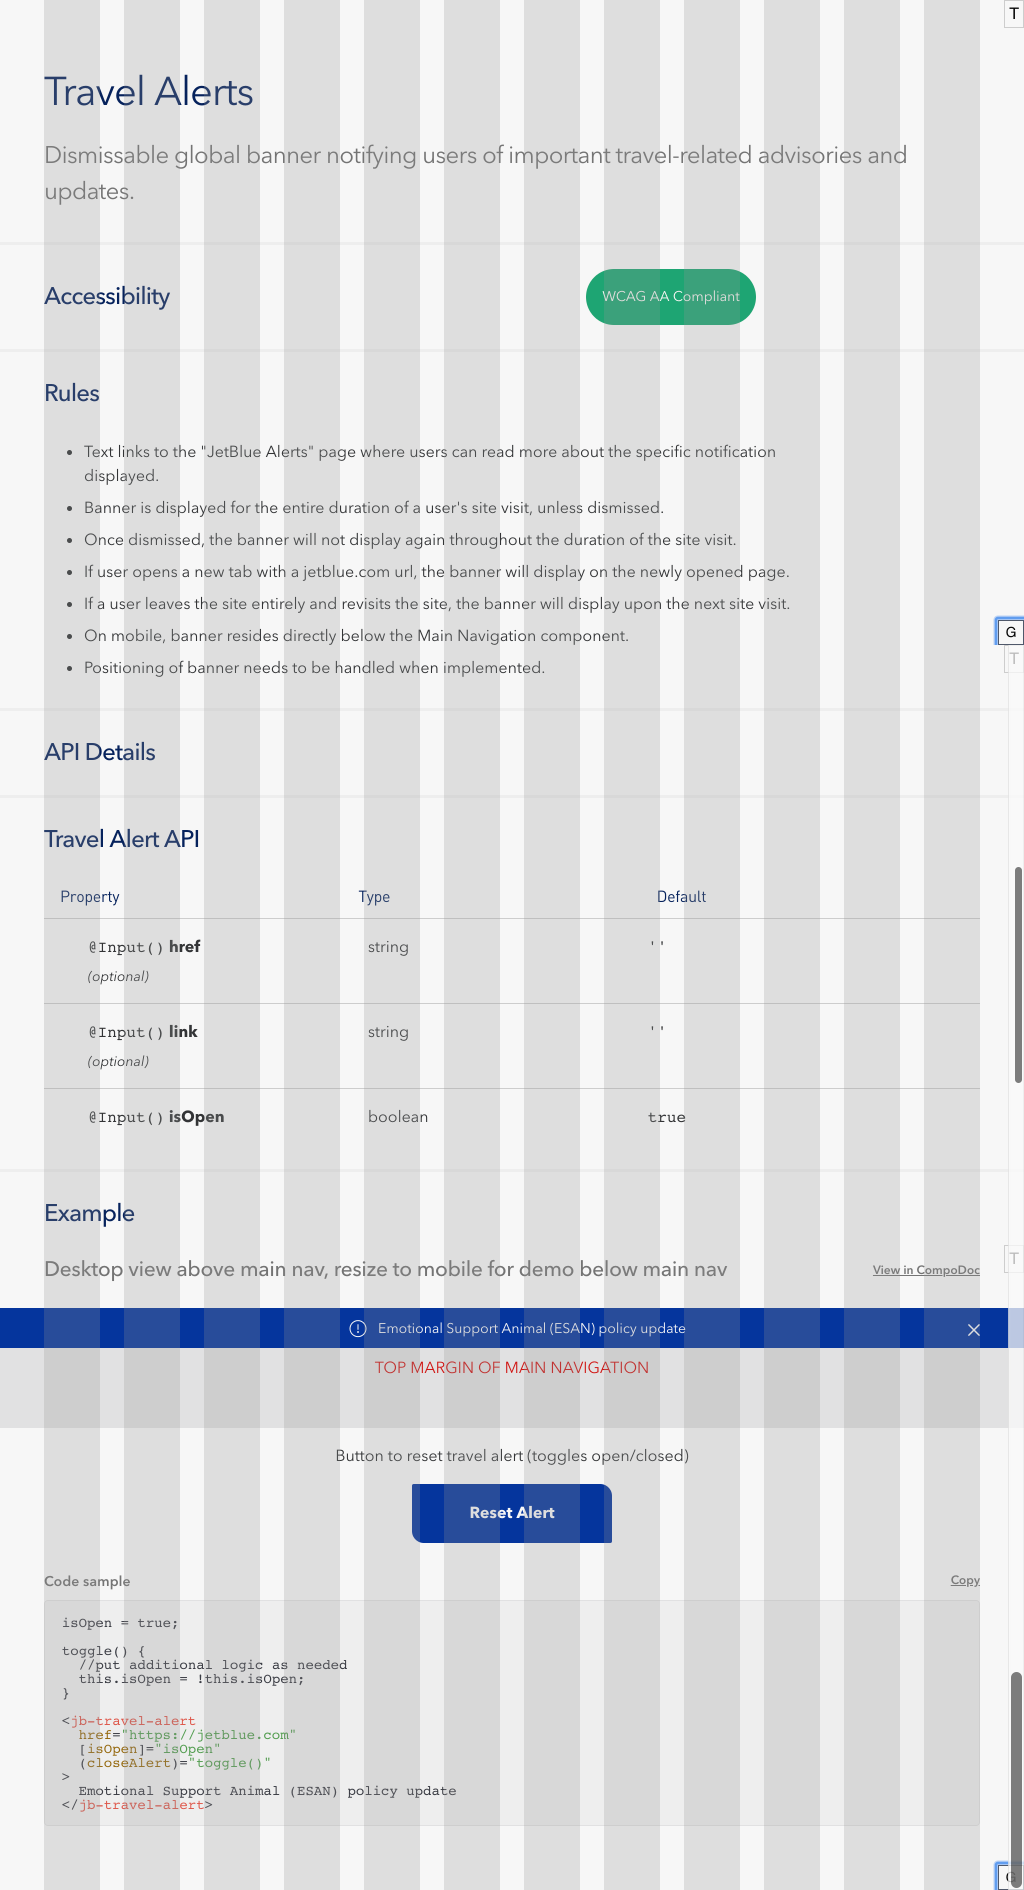 T
Travel Alerts
Dismissable global banner notifying users of important travel-related advisories and
updates.
Accessibility
WCAG AA Compliant
Rules
• Text links to the "JetBlue Alerts" page where users can read more about the specific notification
displayed.
• Banner is displayed for the entire duration of a user's site visit, unless dismissed.
• Once dismissed, the banner will not display again throughout the duration of the site visit.
• If user opens a new tab with a jetblue.com url, the banner will display on the newly opened page.
• If a user leaves the site entirely and revisits the site, the banner will display upon the next site visit.
• On mobile, banner resides directly below the Main Navigation component.
G
• Positioning of banner needs to be handled when implemented.
T
API Details
Travel Alert API
Property Type Default
@Input() href string ''
(optional)
@Input() link string ''
(optional)
@Input() isOpen boolean true
Example
Desktop view above main nav, resize to mobile for demo below main nav View in CompoDoc
T
Emotional Support Animal (ESAN) policy update
TOP MARGIN OF MAIN NAVIGATION
Button to reset travel alert (toggles open/closed)
Reset Alert
Code sample Copy
isOpen = true;
toggle() {
//put additional logic as needed
this.isOpen = !this.isOpen;
}
<jb-travel-alert
href="https://jetblue.com"
[isOpen]="isOpen"
(closeAlert)="toggle()"
>
Emotional Support Animal (ESAN) policy update
</jb-travel-alert>
G